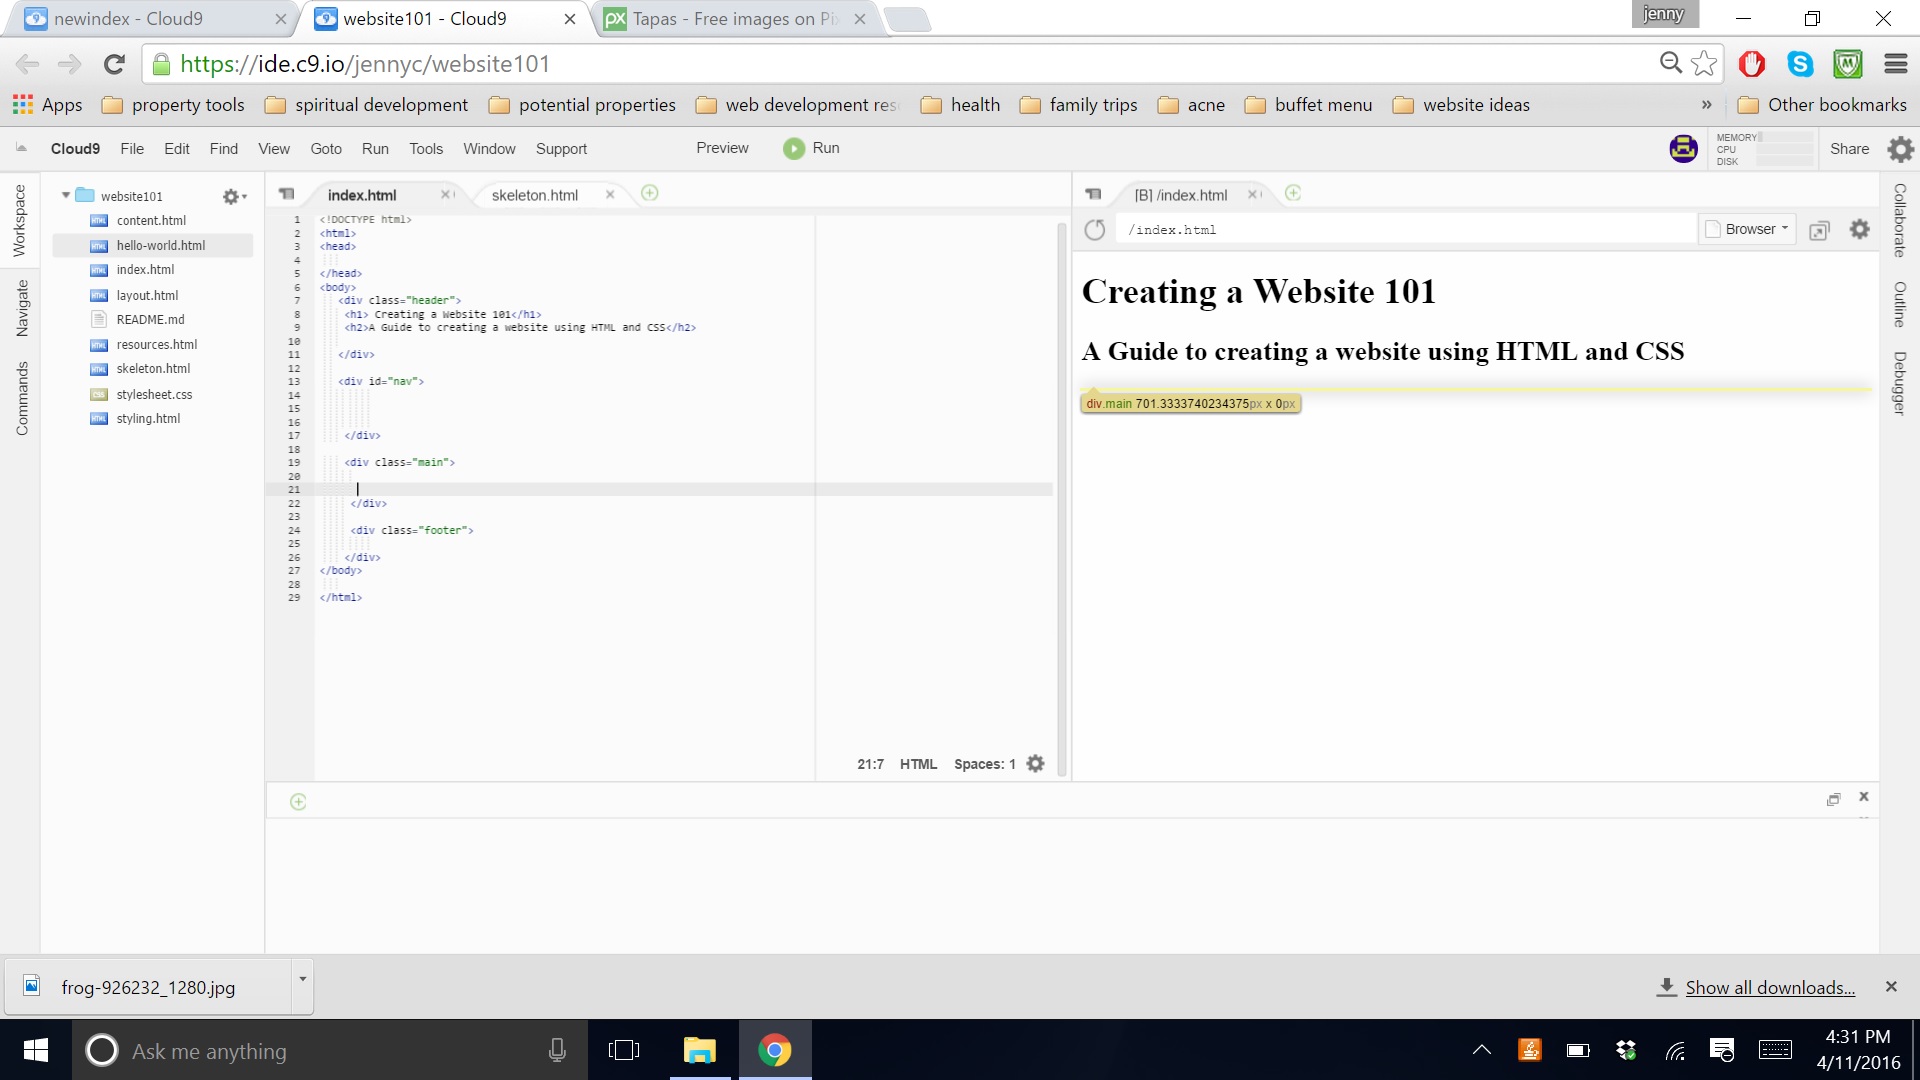 newindex - Cloud9
website101 - Cloud9
Tapas - Free images on Pix
jenny
https://ide.c9.io/jennyc/website101
Apps property tools spiritual development potential properties web development res health family trips acne buffet menu website ideas » Other bookmarks
Cloud9 File Edit Find View Goto Run Tools Window Support Preview Run
MEMORY
CPU
DISK
Share
Workspace
Navigate
Commands
website101
content.html
hello-world.html
index.html
layout.html
README.md
resources.html
skeleton.html
stylesheet.css
styling.html
index.html skeleton.html
1 <!DOCTYPE html>
2 <html>
3 <head>
4
5 </head>
6 <body>
7 <div class="header">
8 <h1> Creating a Website 101</h1>
9 <h2>A Guide to creating a website using HTML and CSS</h2>
10
11 </div>
12
13 <div id="nav">
14
15
16
17 </div>
18
19 <div class="main">
20
21
22 </div>
23
24 <div class="footer">
25
26 </div>
27 </body>
28
29 </html>
21:7 HTML Spaces: 1
[B] /index.html
/index.html
Browser
Creating a Website 101
A Guide to creating a website using HTML and CSS
div.main 701.3333740234375px x 0px
Collaborate
Outline
Debugger
frog-926232_1280.jpg
Show all downloads...
Ask me anything
4:31 PM
4/11/2016